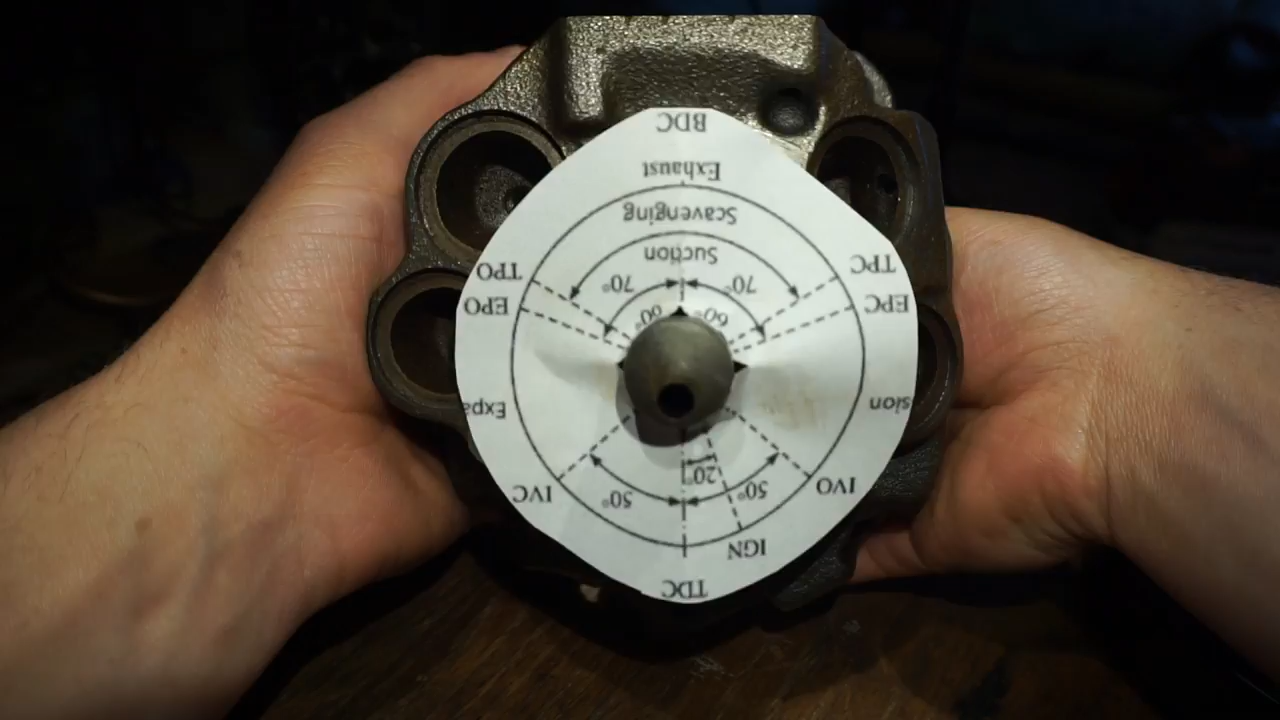 TDC
IGN
50°
50°
IVO
IVC
20°
sion
Expa
60°
60°
EPC
EPO
70°
70°
TPC
TPO
Suction
Scavenging
Exhaust
BDC